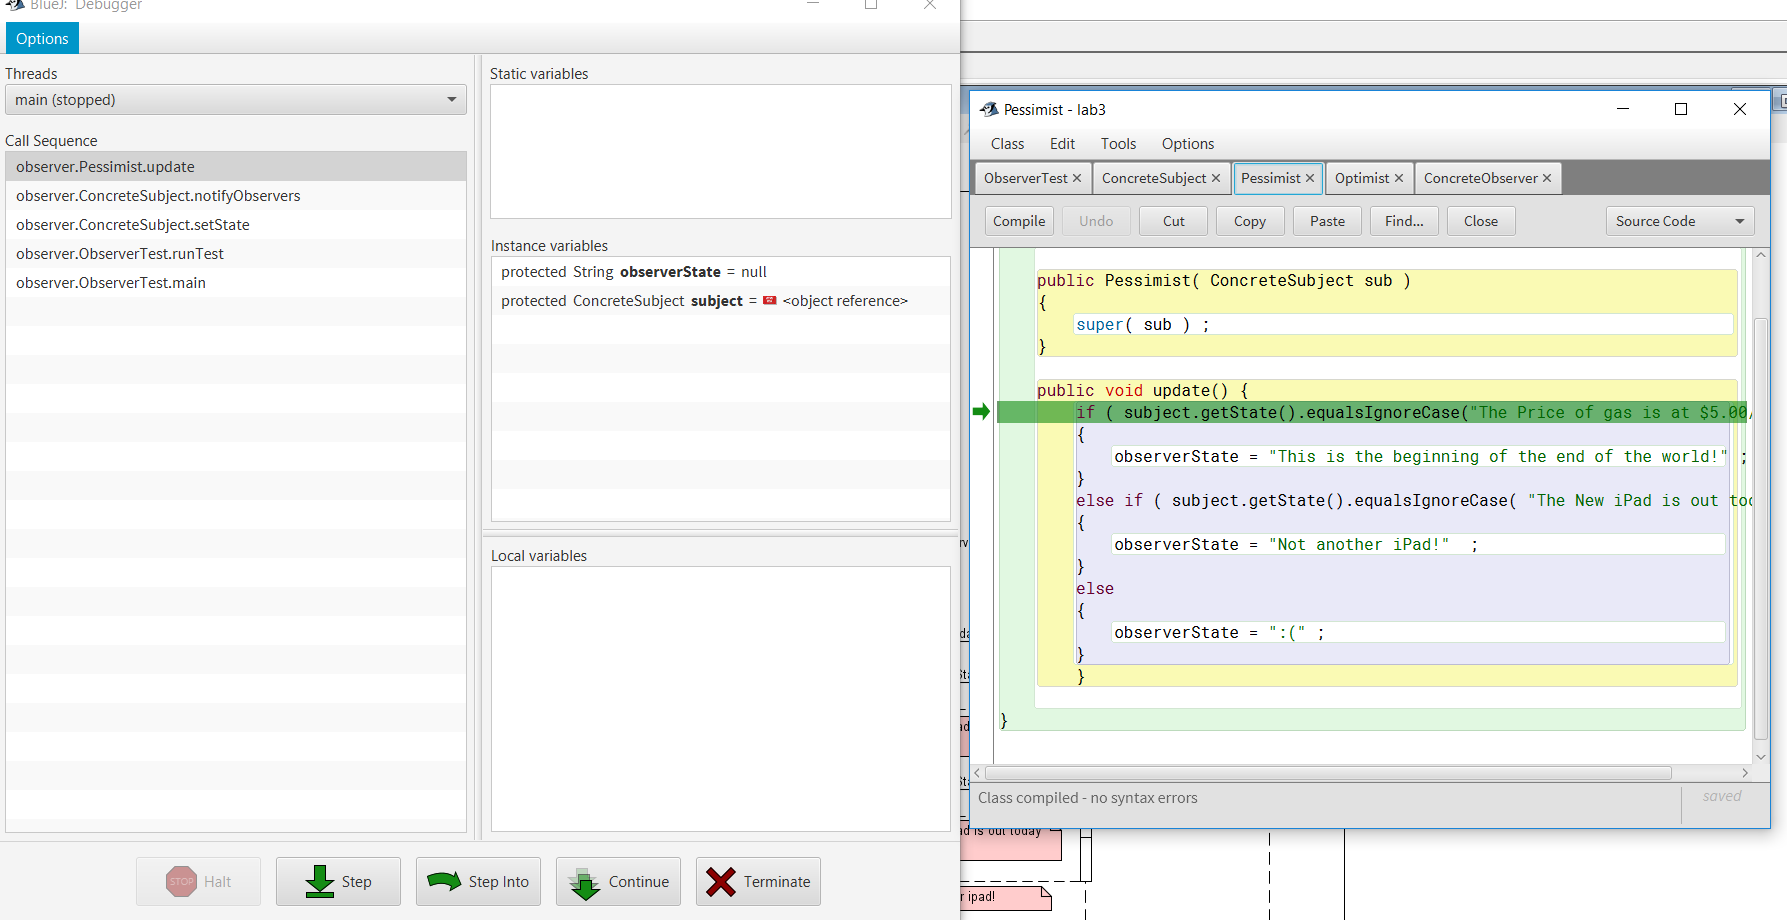 BlueJ: Debugger
Options
Threads
main (stopped)
Call Sequence
observer.Pessimist.update
observer.ConcreteSubject.notifyObservers
observer.ConcreteSubject.setState
observer.ObserverTest.runTest
observer.ObserverTest.main
Static variables
Instance variables
protected String observerState = null
protected ConcreteSubject subject = <object reference>
Local variables
STOP Halt
Step
Step Into
Continue
Terminate
Pessimist - lab3
Class Edit Tools Options
ObserverTest ConcreteSubject Pessimist Optimist ConcreteObserver
Compile Undo Cut Copy Paste Find... Close Source Code
public Pessimist( ConcreteSubject sub )
{
super( sub ) ;
}
public void update() {
if ( subject.getState().equalsIgnoreCase("The Price of gas is at $5.00/
{
observerState = "This is the beginning of the end of the world!" ;
}
else if ( subject.getState().equalsIgnoreCase( "The New iPad is out
{
observerState = "Not another iPad!" ;
}
else
{
observerState = ":(" ;
}
}
}
Class compiled - no syntax errors
saved
is out today
ipad!